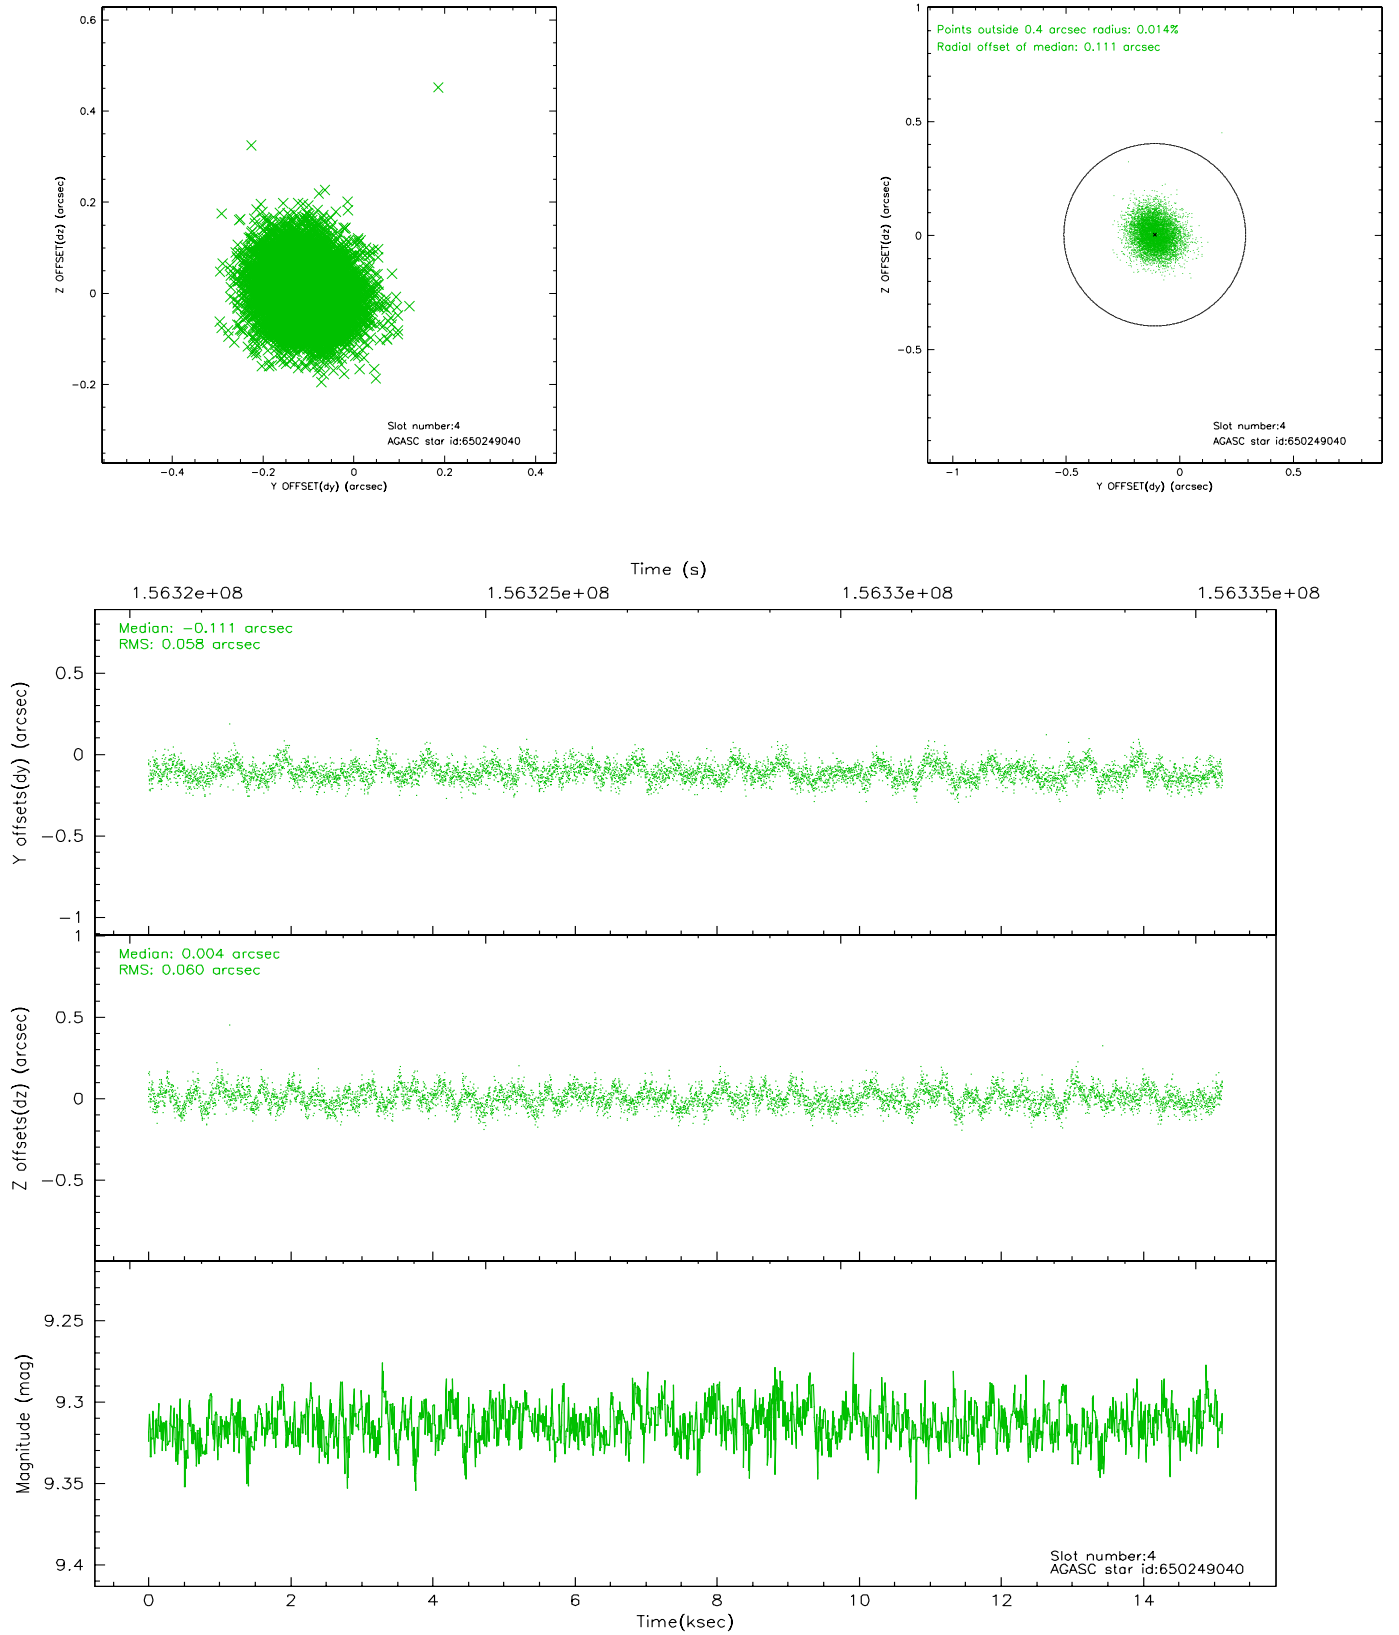 0.6
0.4
0.2
0
−0.2
Z OFFSET(dz) (arcsec)
Slot number:4
AGASC star id:650249040
−0.4 −0.2 0 0.2 0.4
Y OFFSET(dy) (arcsec)
Points outside 0.4 arcsec radius: 0.014%
Radial offset of median: 0.111 arcsec
1
0.5
0
−0.5
Z OFFSET(dz) (arcsec)
Slot number:4
AGASC star id:650249040
−1 −0.5 0 0.5
Y OFFSET(dy) (arcsec)
Time (s)
1.5632e+08 1.56325e+08 1.5633e+08 1.56335e+08
Median: −0.111 arcsec
RMS: 0.058 arcsec
0.5
0
−0.5
−1
Y offsets(dy) (arcsec)
Median: 0.004 arcsec
RMS: 0.060 arcsec
1
0.5
0
−0.5
Z offsets(dz) (arcsec)
9.25
9.3
9.35
9.4
Magnitude (mag)
Slot number:4
AGASC star id:650249040
0 2 4 6 8 10 12 14
Time(ksec)